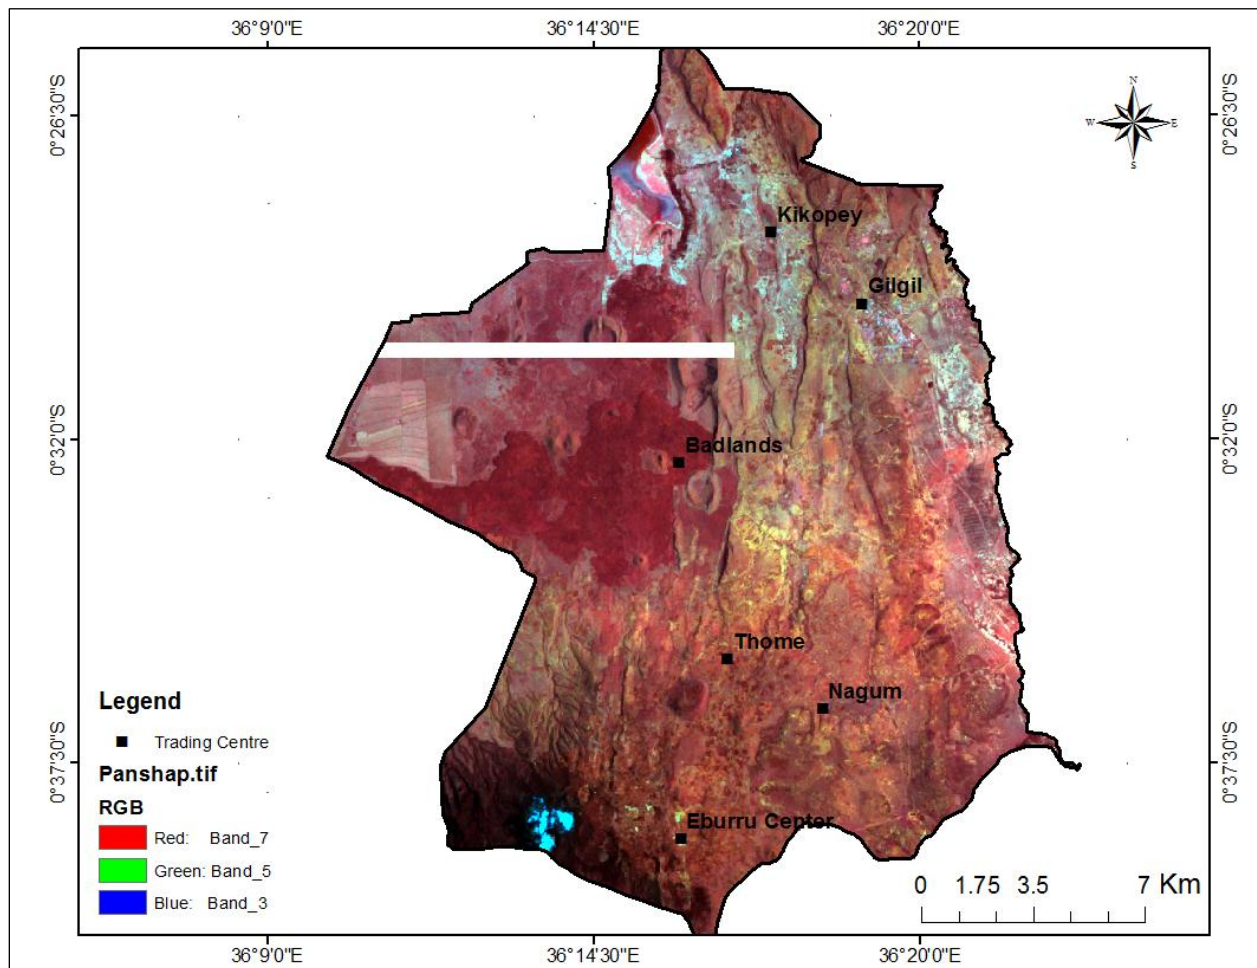 36°9'0"E 36°14'30"E 36°20'0"E
0°26'30"S
0°26'30"S
N
W E
S
Kikopey
Gilgil
0°32'0"S
0°32'0"S
Badlands
Thome
Nagum
Legend
Trading Centre
Panshap.tif
RGB
Red: Band_7
Green: Band_5
Blue: Band_3
0°37'30"S
0°37'30"S
Eburru Center
0 1.75 3.5 7 Km
36°9'0"E 36°14'30"E 36°20'0"E